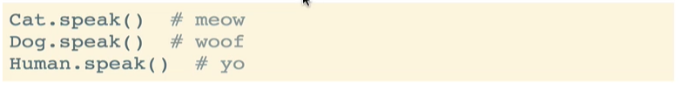 Cat.speak()  # meow
Dog.speak()  # woof
Human.speak()  # yo